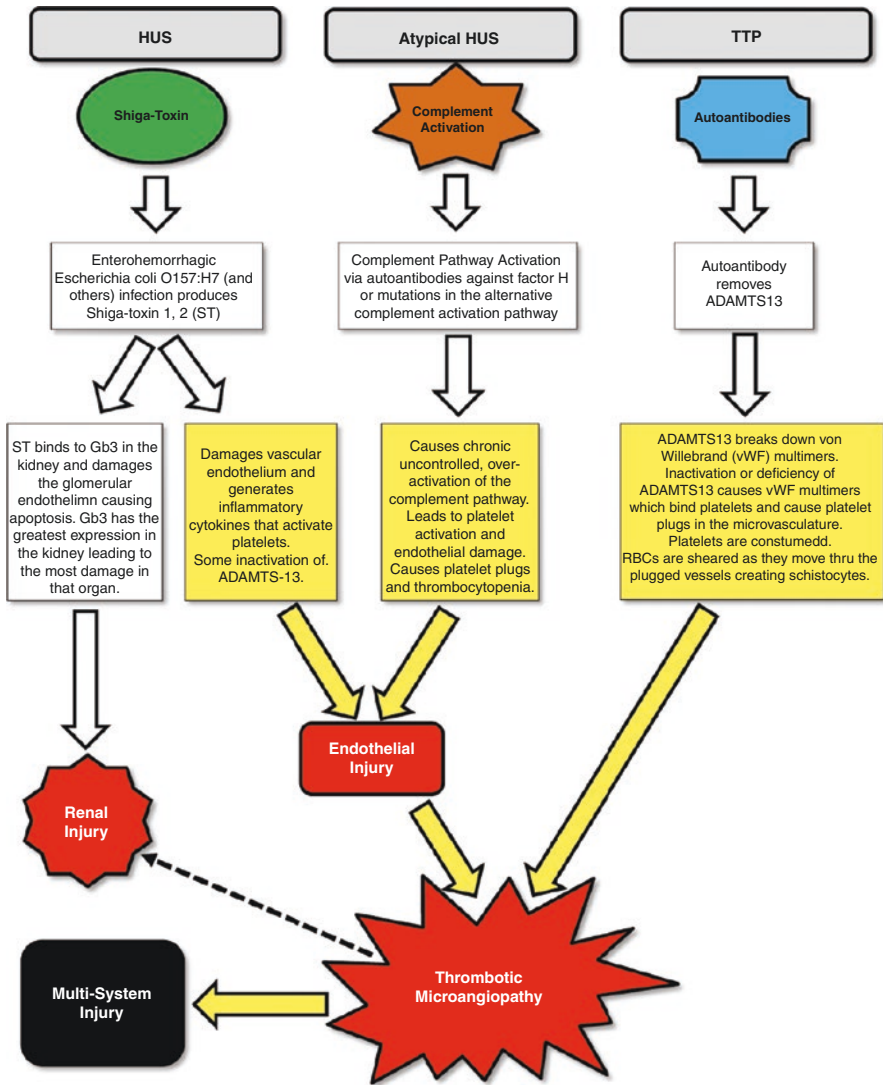 HUS
Atypical HUS
TTP
Shiga-Toxin
Complement
Activation
Autoantibodies
Enterohemorrhagic
Escherichia coli O157:H7 (and
others) infection produces
Shiga-toxin 1, 2 (ST)
Complement Pathway Activation
via autoantibodies against factor H
or mutations in the alternative
complement activation pathway
Autoantibody
removes
ADAMTS13
ST binds to Gb3 in the
kidney and damages
the glomerular
endothelimn causing
apoptosis. Gb3 has the
greatest expression in
the kidney leading to
the most damage in
that organ.
Damages vascular
endothelium and
generates
inflammatory
cytokines that activate
platelets.
Some inactivation of.
ADAMTS-13.
Causes chronic
uncontrolled, over-
activation of the
complement pathway.
Leads to platelet
activation and
endothelial damage.
Causes platelet plugs
and thrombocytopenia.
ADAMTS13 breaks down von
Willebrand (vWF) multimers.
Inactivation or deficiency of
ADAMTS13 causes vWF multimers
which bind platelets and cause platelet
plugs in the microvasculature.
Platelets are constumedd.
RBCs are sheared as they move thru the
plugged vessels creating schistocytes.
Endothelial
Injury
Renal
Injury
Thrombotic
Microangiopathy
Multi-System
Injury